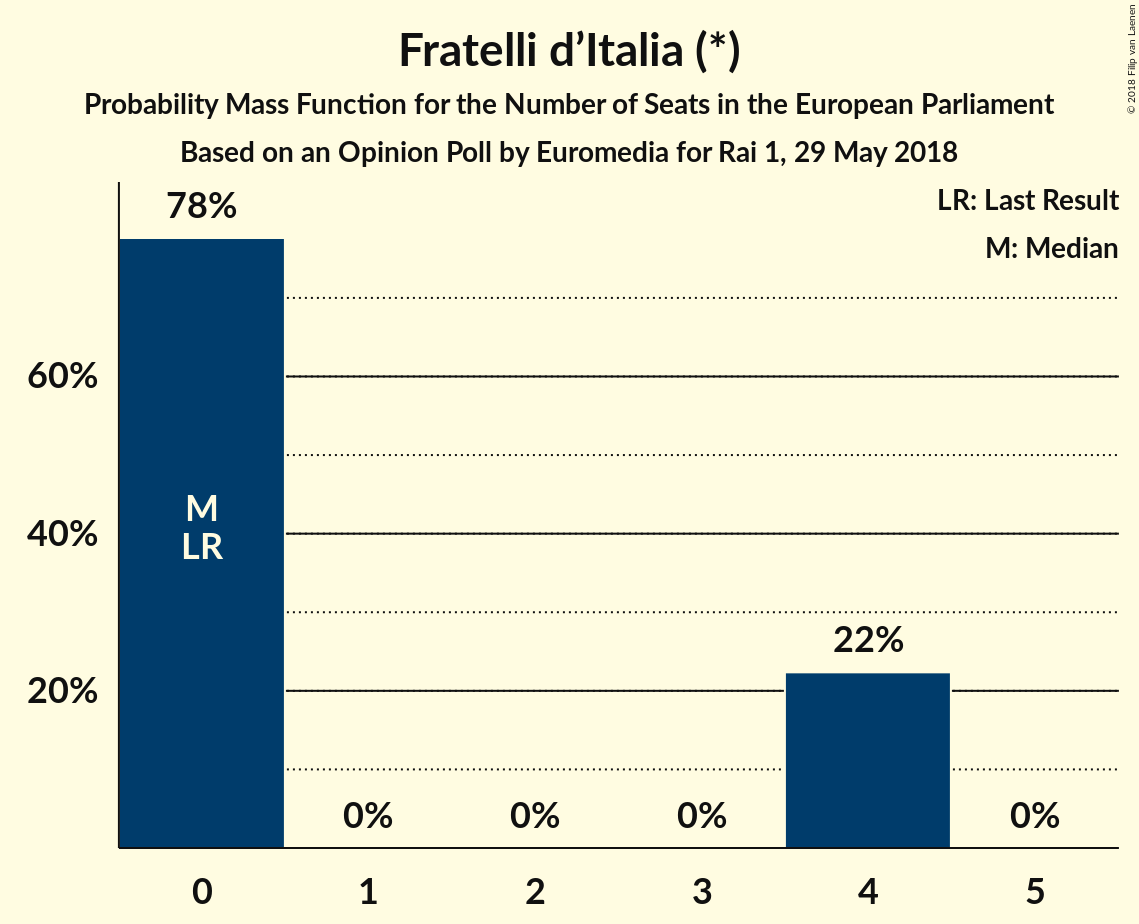 Fratelli d’Italia (*)
Probability Mass Function for the Number of Seats in the European Parliament
Based on an Opinion Poll by Euromedia for Rai 1, 29 May 2018
© 2018 Filip van Laenen
LR: Last Result
M: Median
78%
60%
40%
20%
M
LR
0%
0%
0%
22%
0%
0
1
2
3
4
5